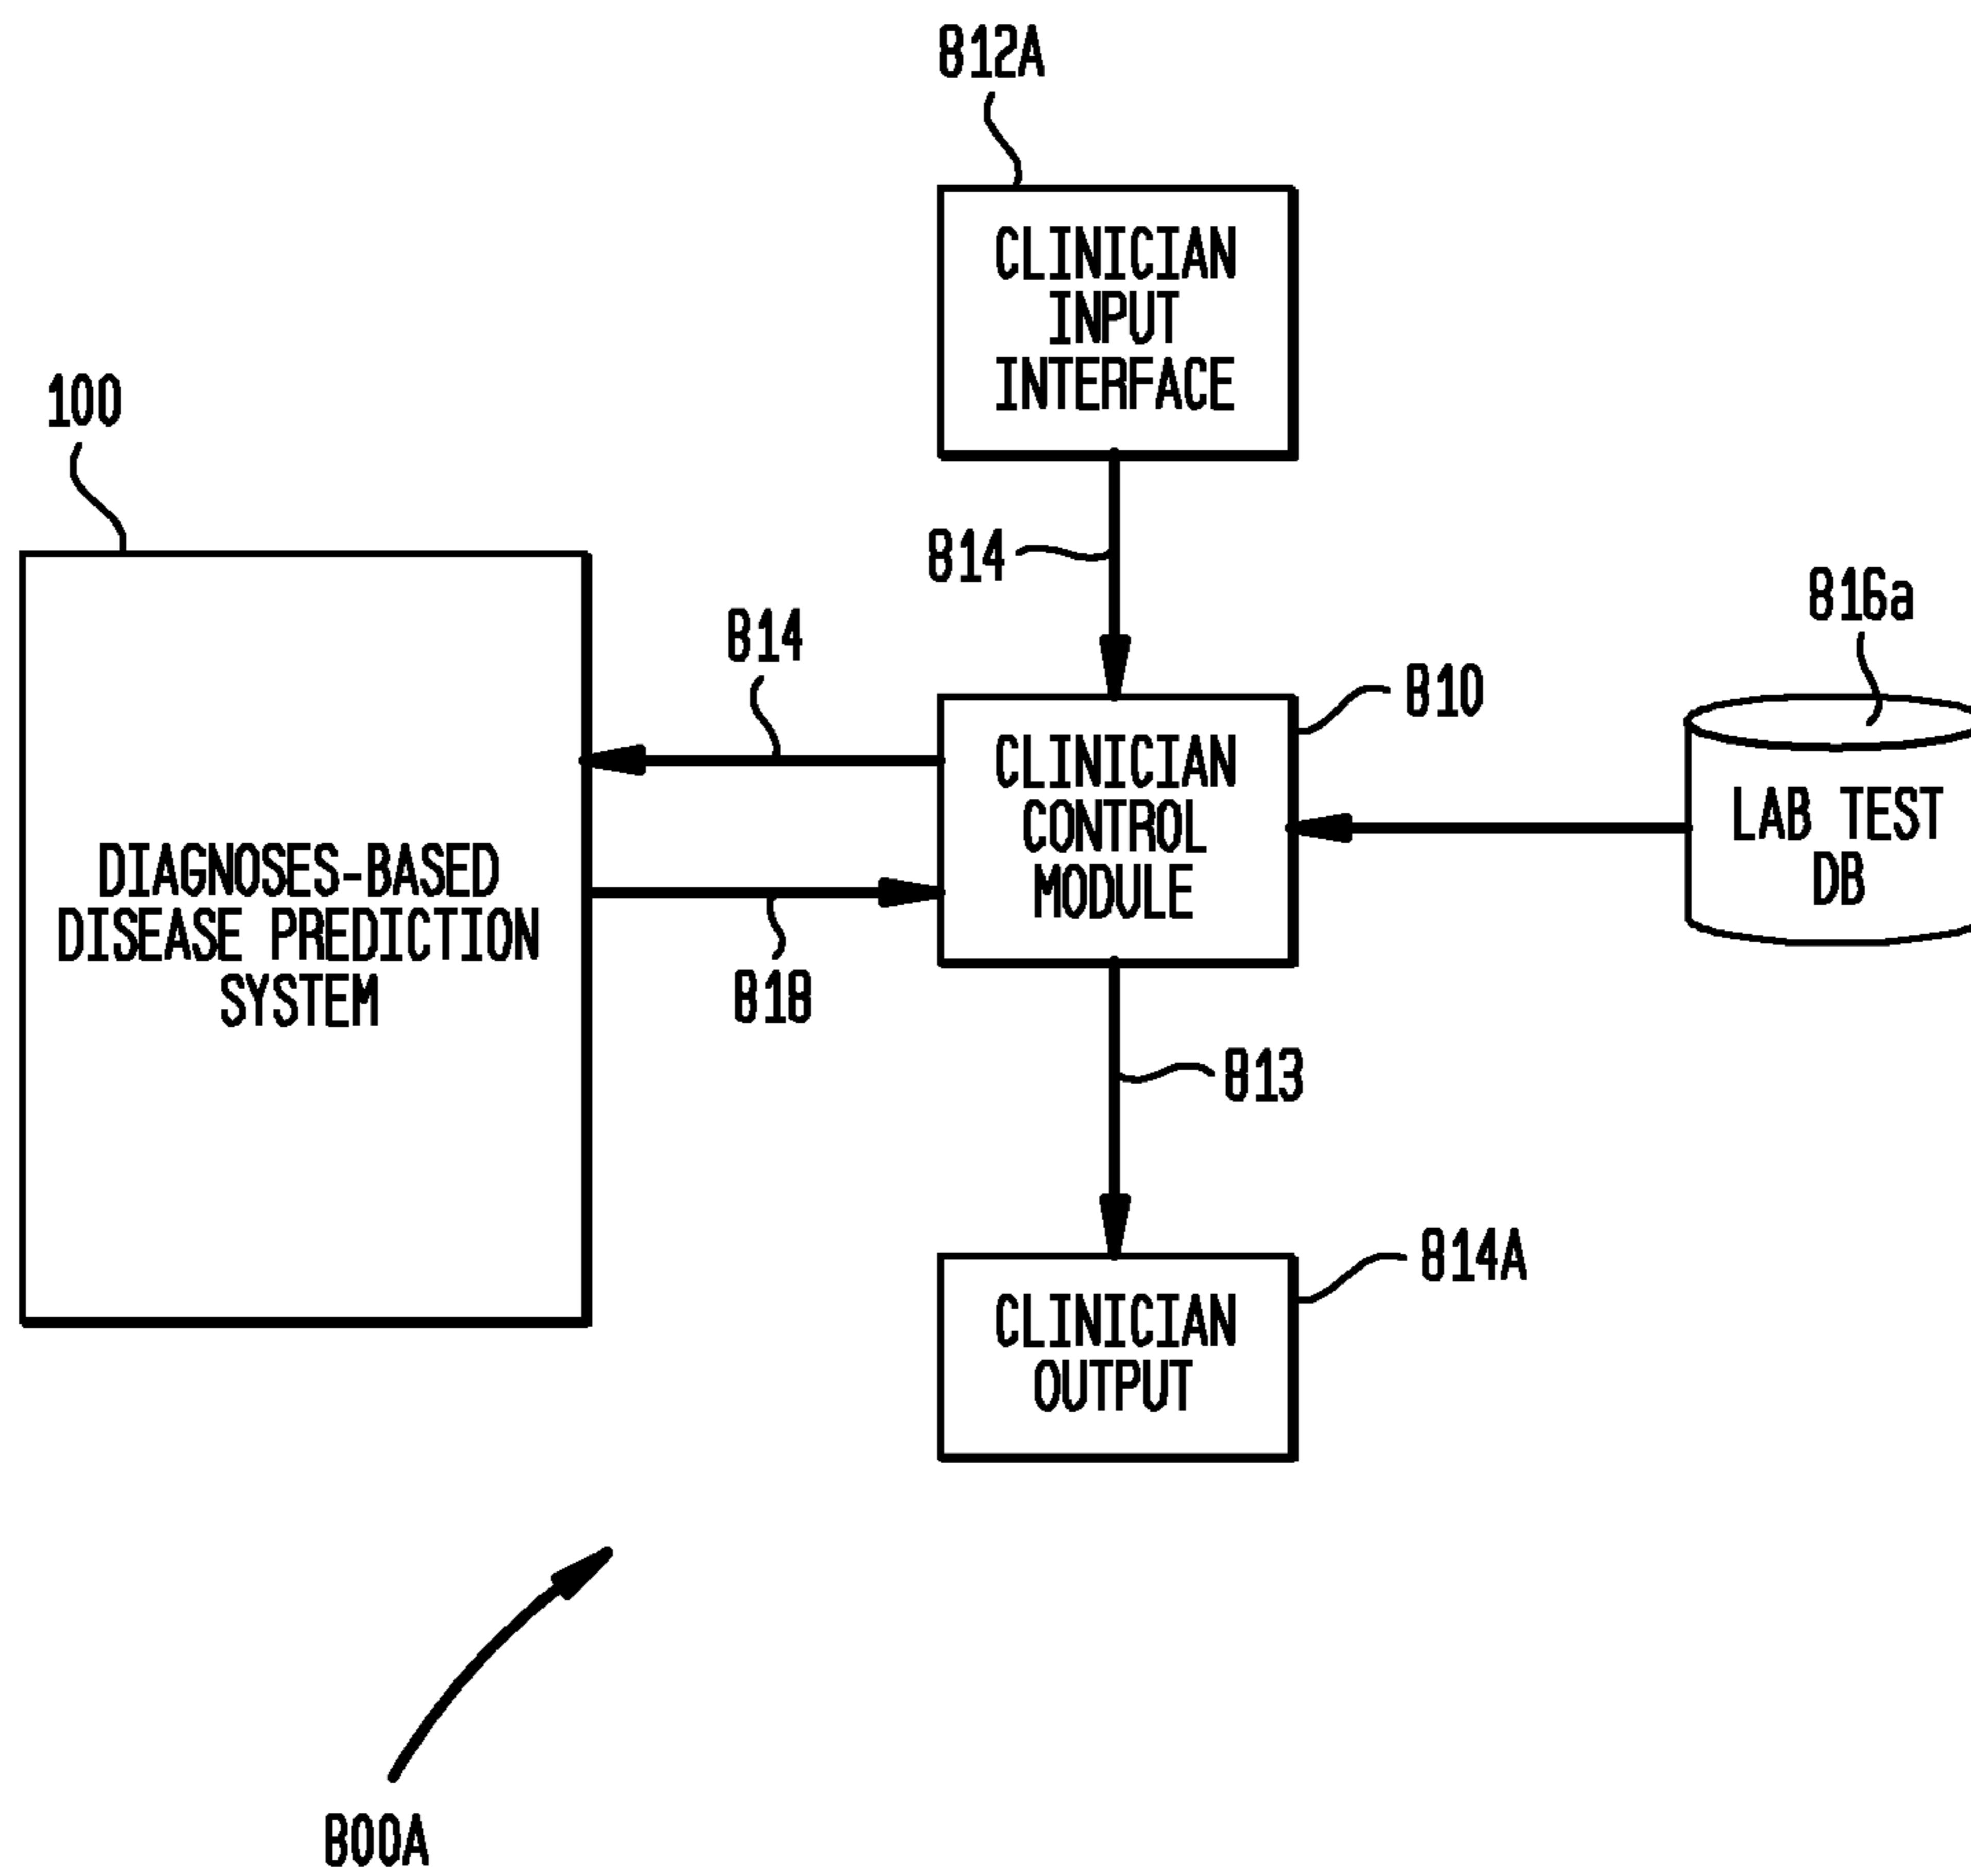 812A
CLINICIAN
INPUT
INTERFACE
100
814
816a
814
810
CLINICIAN
CONTROL
MODULE
LAB TEST
DB
DIAGNOSES-BASED
DISEASE PREDICTION
SYSTEM
818
813
814A
CLINICIAN
OUTPUT
800A